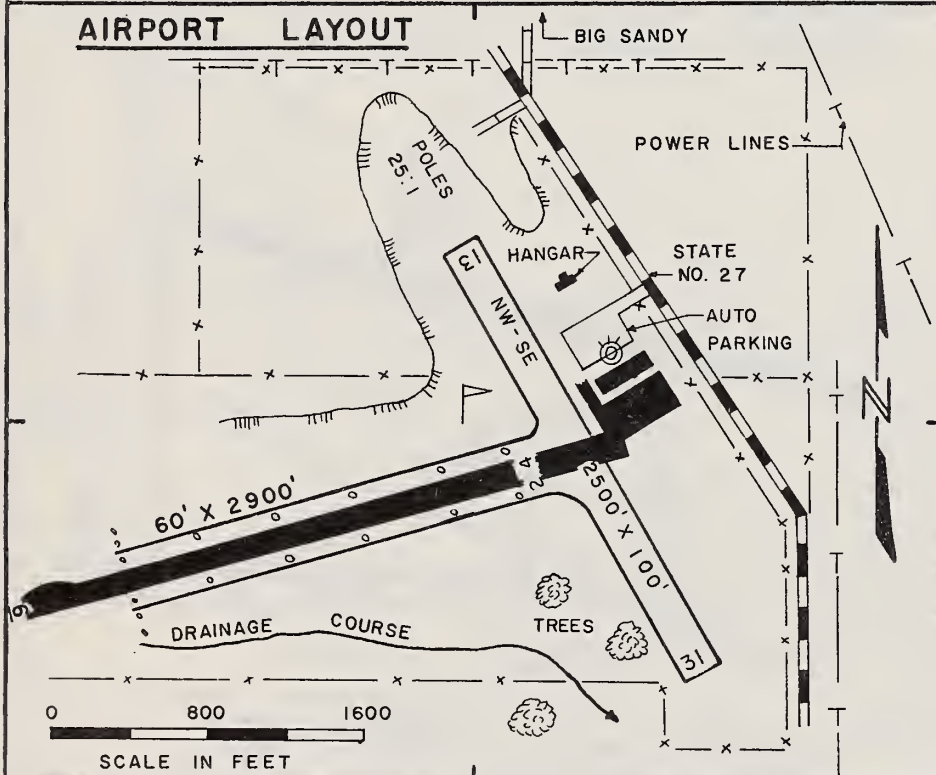 AIRPORT LAYOUT
BIG SANDY
POWER LINES
POLES
25:1
HANGAR
STATE
NO. 27
AUTO
PARKING
13
NW-SE
N
60' X 2900'
24
2500' X 100'
DRAINAGE COURSE
TREES
31
0 800 1600
SCALE IN FEET